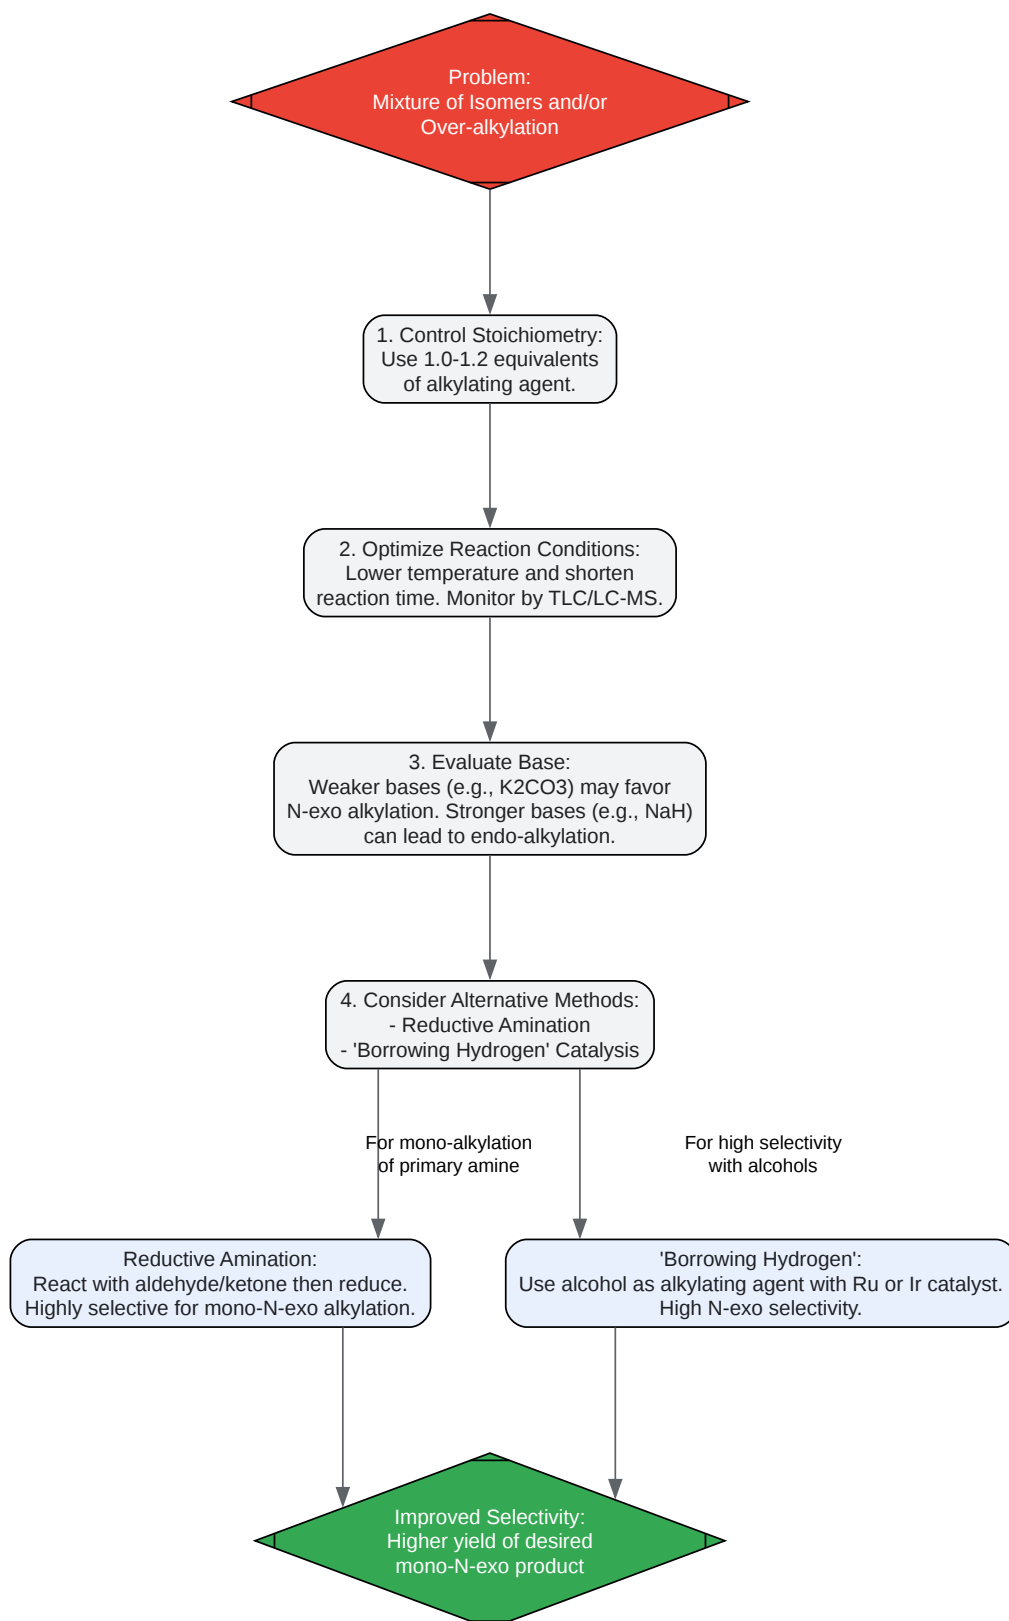 Problem:
Mixture of Isomers and/or
Over-alkylation
1. Control Stoichiometry:
Use 1.0-1.2 equivalents
of alkylating agent.
2. Optimize Reaction Conditions:
Lower temperature and shorten
reaction time. Monitor by TLC/LC-MS.
3. Evaluate Base:
Weaker bases (e.g., K2CO3) may favor
N-exo alkylation. Stronger bases (e.g., NaH)
can lead to endo-alkylation.
4. Consider Alternative Methods:
- Reductive Amination
- 'Borrowing Hydrogen' Catalysis
For mono-alkylation
of primary amine
For high selectivity
with alcohols
Reductive Amination:
React with aldehyde/ketone then reduce.
Highly selective for mono-N-exo alkylation.
'Borrowing Hydrogen':
Use alcohol as alkylating agent with Ru or Ir catalyst.
High N-exo selectivity.
Improved Selectivity:
Higher yield of desired
mono-N-exo product